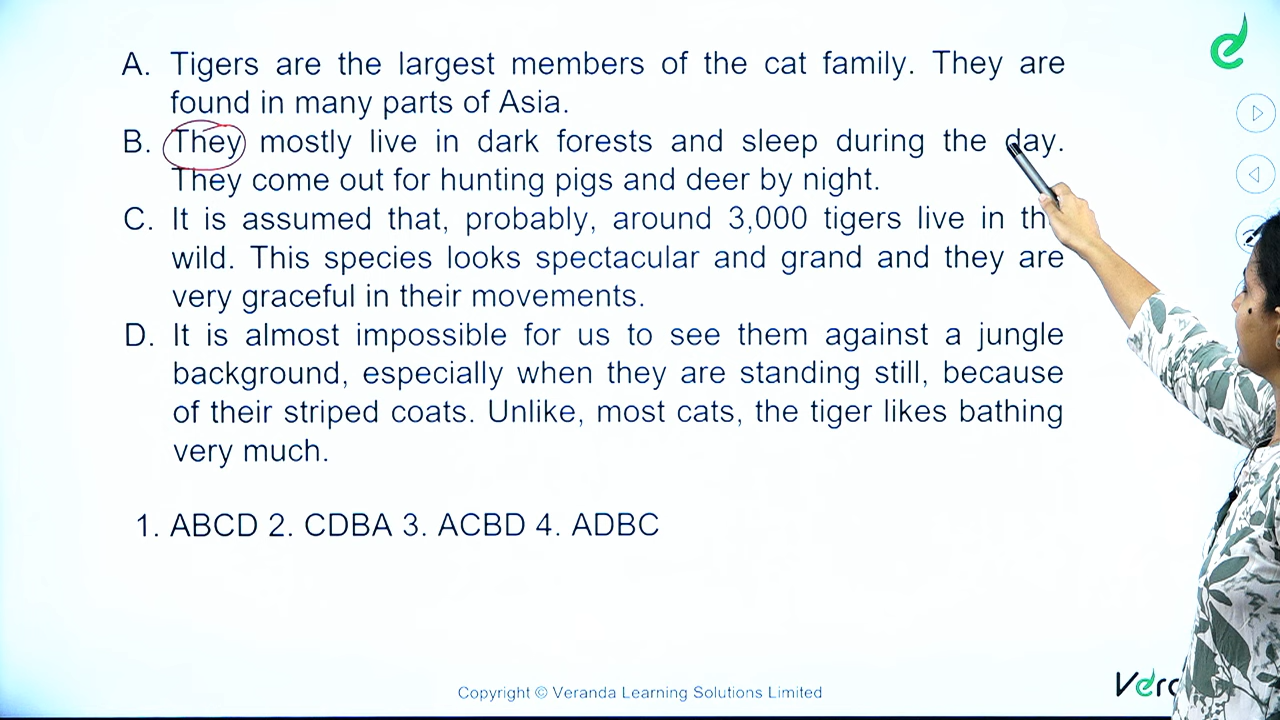 A. Tigers are the largest members of the cat family. They are
found in many parts of Asia.
B. They mostly live in dark forests and sleep during the day.
They come out for hunting pigs and deer by night.
C. It is assumed that, probably, around 3,000 tigers live in th
wild. This species looks spectacular and grand and they are
very graceful in their movements.
D. It is almost impossible for us to see them against a jungle
background, especially when they are standing still, because
of their striped coats. Unlike, most cats, the tiger likes bathing
very much.
1. ABCD 2. CDBA 3. ACBD 4. ADBC
Copyright © Veranda Learning Solutions Limited